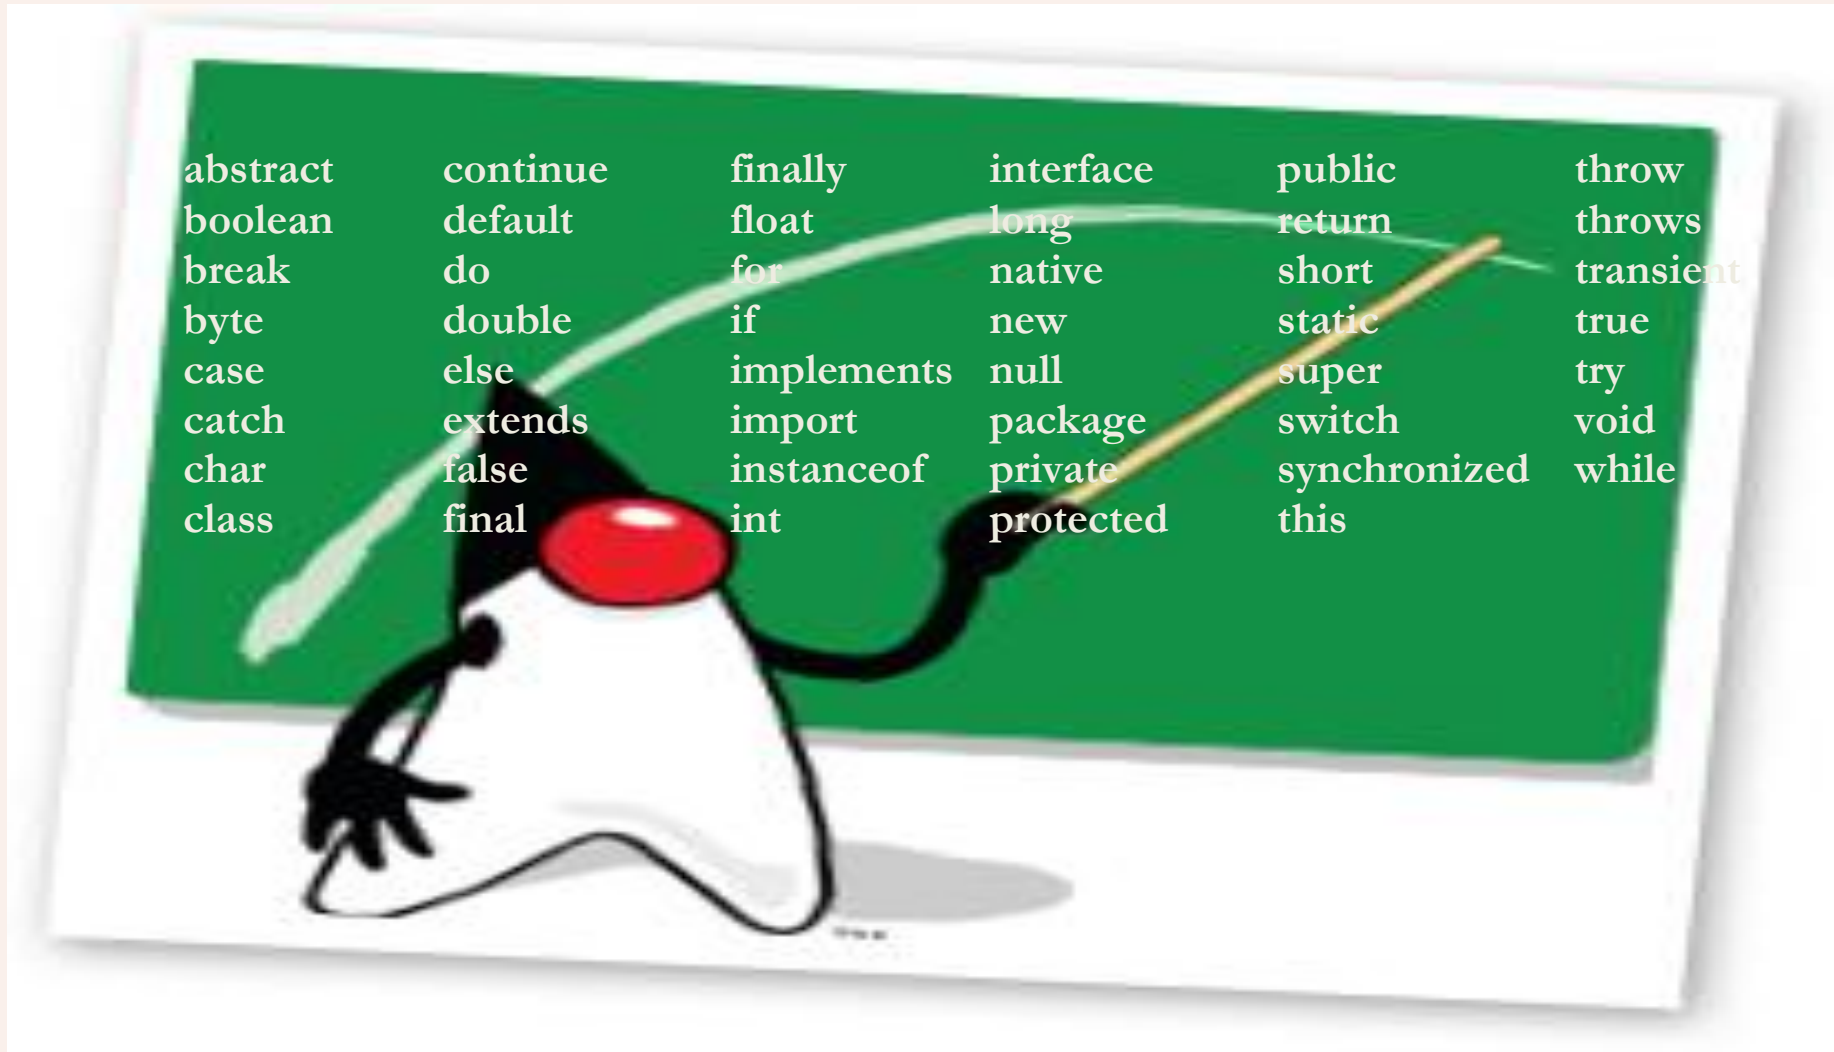 abstract continue finally interface public throw
boolean default float long return throws
break do for native short transient
byte double if new static true
case else implements null super try
catch extends import package switch void
char false instanceof private synchronized while
class final int protected this